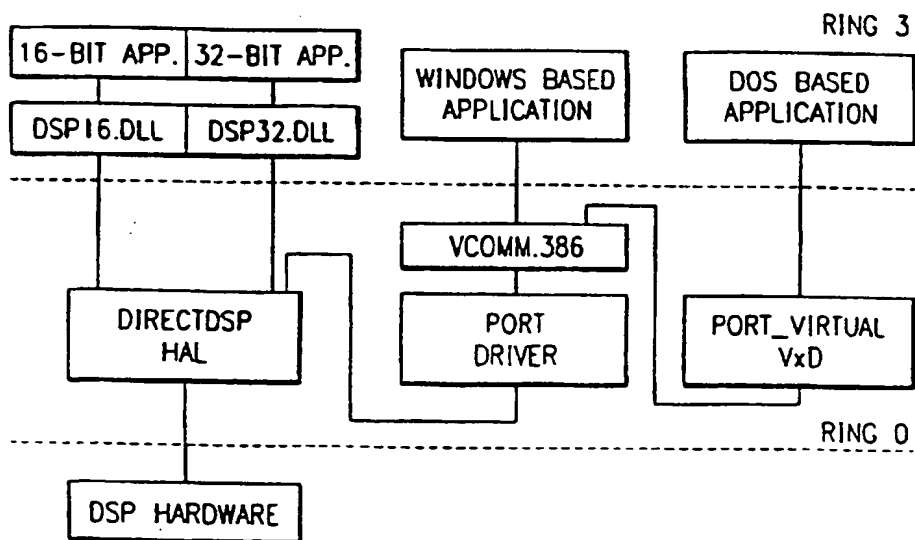 RING 3
16-BIT APP.
32-BIT APP.
WINDOWS BASED
APPLICATION
DOS BASED
APPLICATION
DSP16.DLL
DSP32.DLL
VCOMM.386
DIRECTDSP
HAL
PORT
DRIVER
PORT_VIRTUAL
VxD
RING 0
DSP HARDWARE